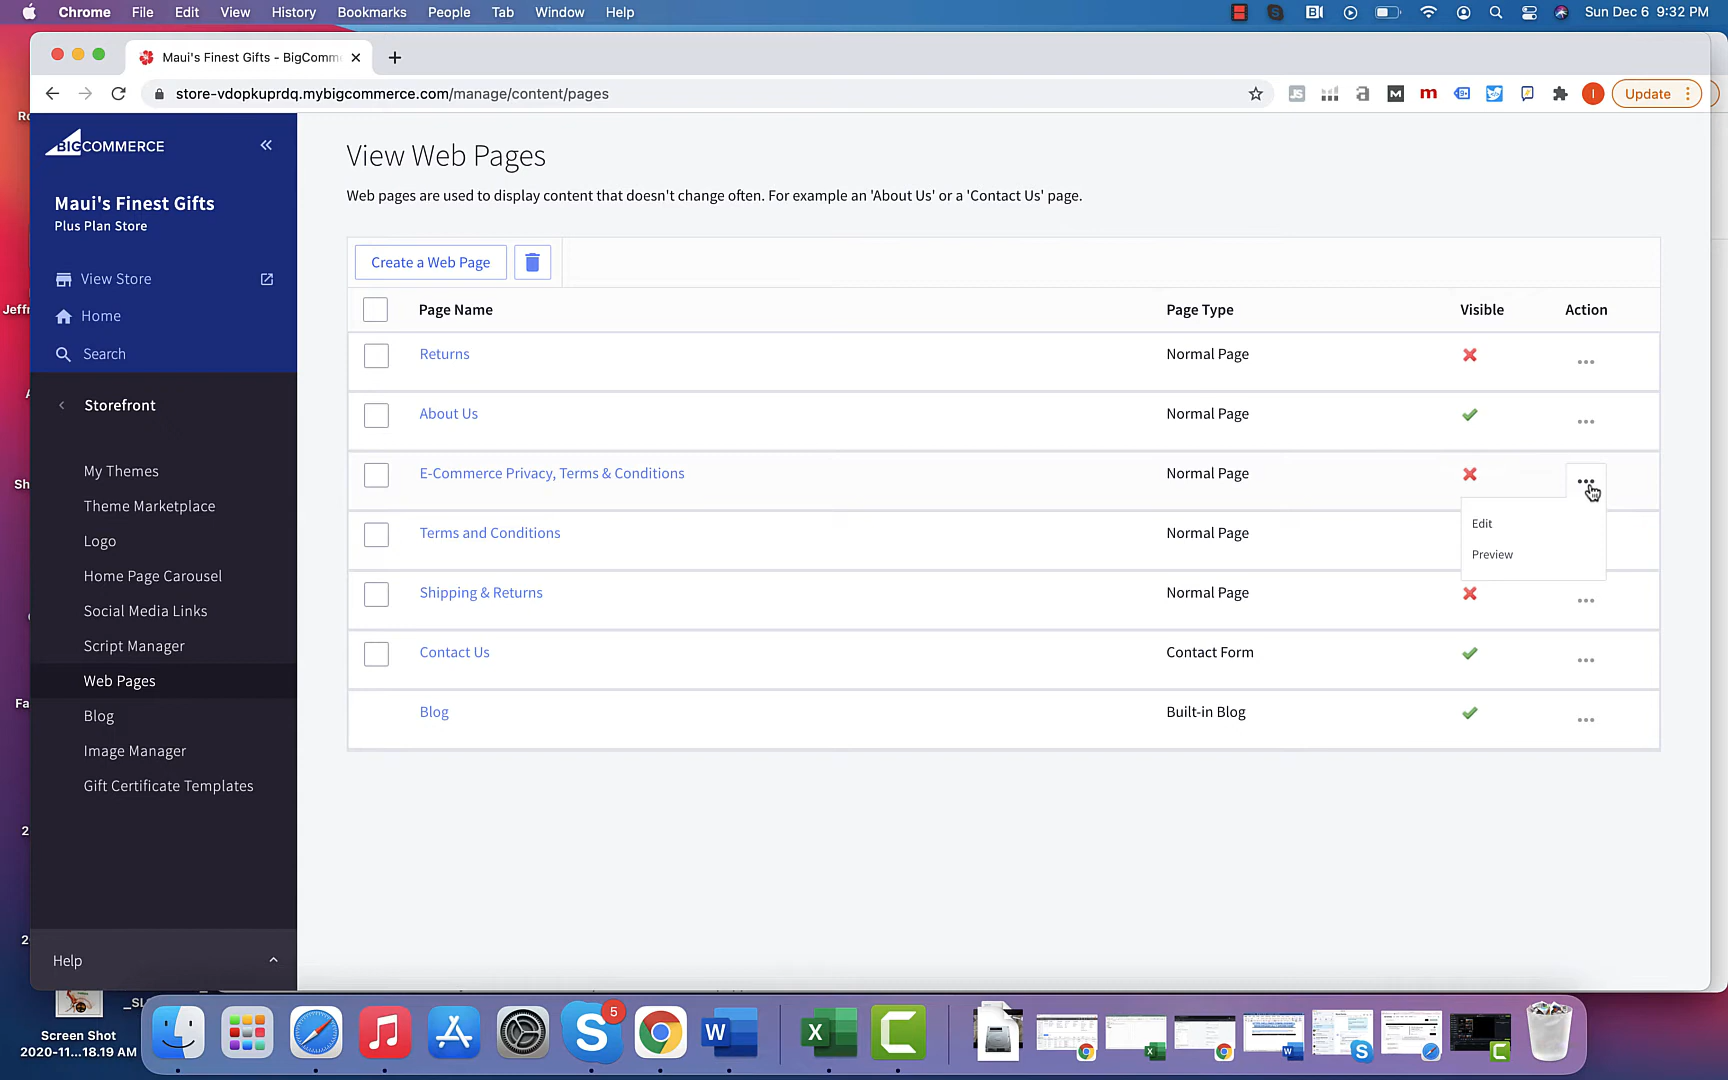 Chrome File Edit View History Bookmarks People Tab Window Help
Sun Dec 6 9:32 PM
Maui's Finest Gifts - BigComm
store-vdopkuprdq.mybigcommerce.com/manage/content/pages
Update
BIGCOMMERCE
Maui's Finest Gifts
Plus Plan Store
View Store
Home
Search
Storefront
My Themes
Theme Marketplace
Logo
Home Page Carousel
Social Media Links
Script Manager
Web Pages
Blog
Image Manager
Gift Certificate Templates
Help
View Web Pages
Web pages are used to display content that doesn't change often. For example an 'About Us' or a 'Contact Us' page.
Create a Web Page
Page Name Page Type Visible Action
Returns Normal Page
About Us Normal Page
E-Commerce Privacy, Terms & Conditions Normal Page
Edit
Terms and Conditions Normal Page
Preview
Shipping & Returns Normal Page
Contact Us Contact Form
Blog Built-in Blog
Screen Shot
2020-11...18.19 AM
5